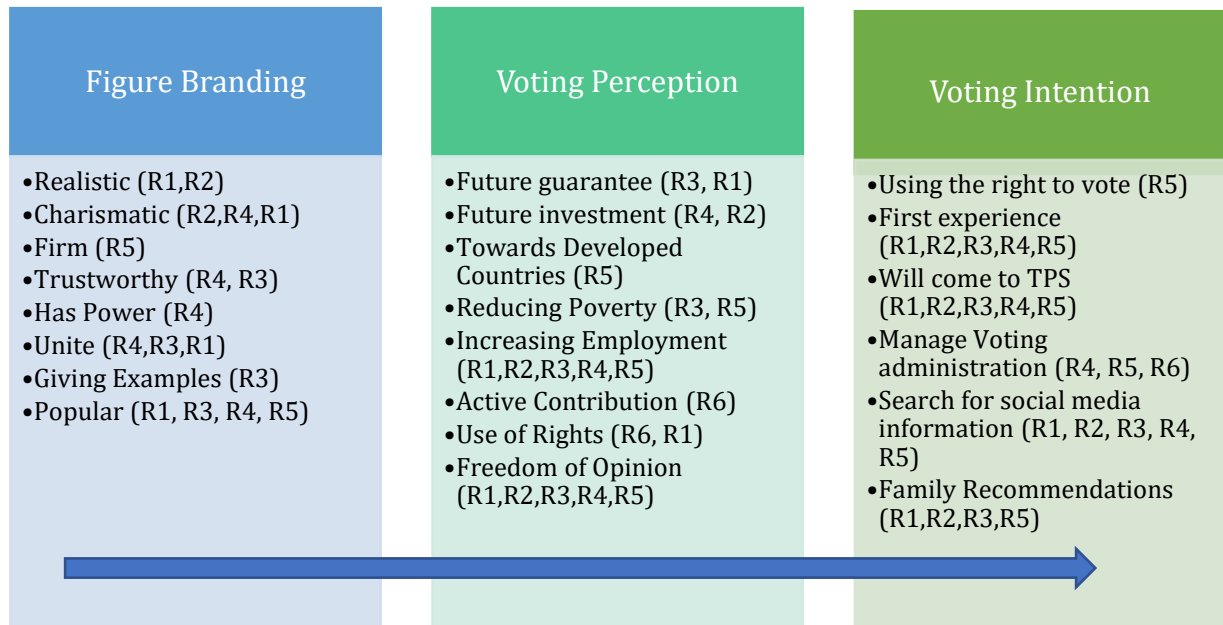 Figure Branding
•Realistic (R1,R2)
•Charismatic (R2,R4,R1)
•Firm (R5)
•Trustworthy (R4, R3)
•Has Power (R4)
•Unite (R4,R3,R1)
•Giving Examples (R3)
•Popular (R1, R3, R4, R5)
Voting Perception
•Future guarantee (R3, R1)
•Future investment (R4, R2)
•Towards Developed
Countries (R5)
•Reducing Poverty (R3, R5)
•Increasing Employment
(R1,R2,R3,R4,R5)
•Active Contribution (R6)
•Use of Rights (R6, R1)
•Freedom of Opinion
(R1,R2,R3,R4,R5)
Voting Intention
•Using the right to vote (R5)
•First experience
(R1,R2,R3,R4,R5)
•Will come to TPS
(R1,R2,R3,R4,R5)
•Manage Voting
administration (R4, R5, R6)
•Search for social media
information (R1, R2, R3, R4,
R5)
•Family Recommendations
(R1,R2,R3,R5)